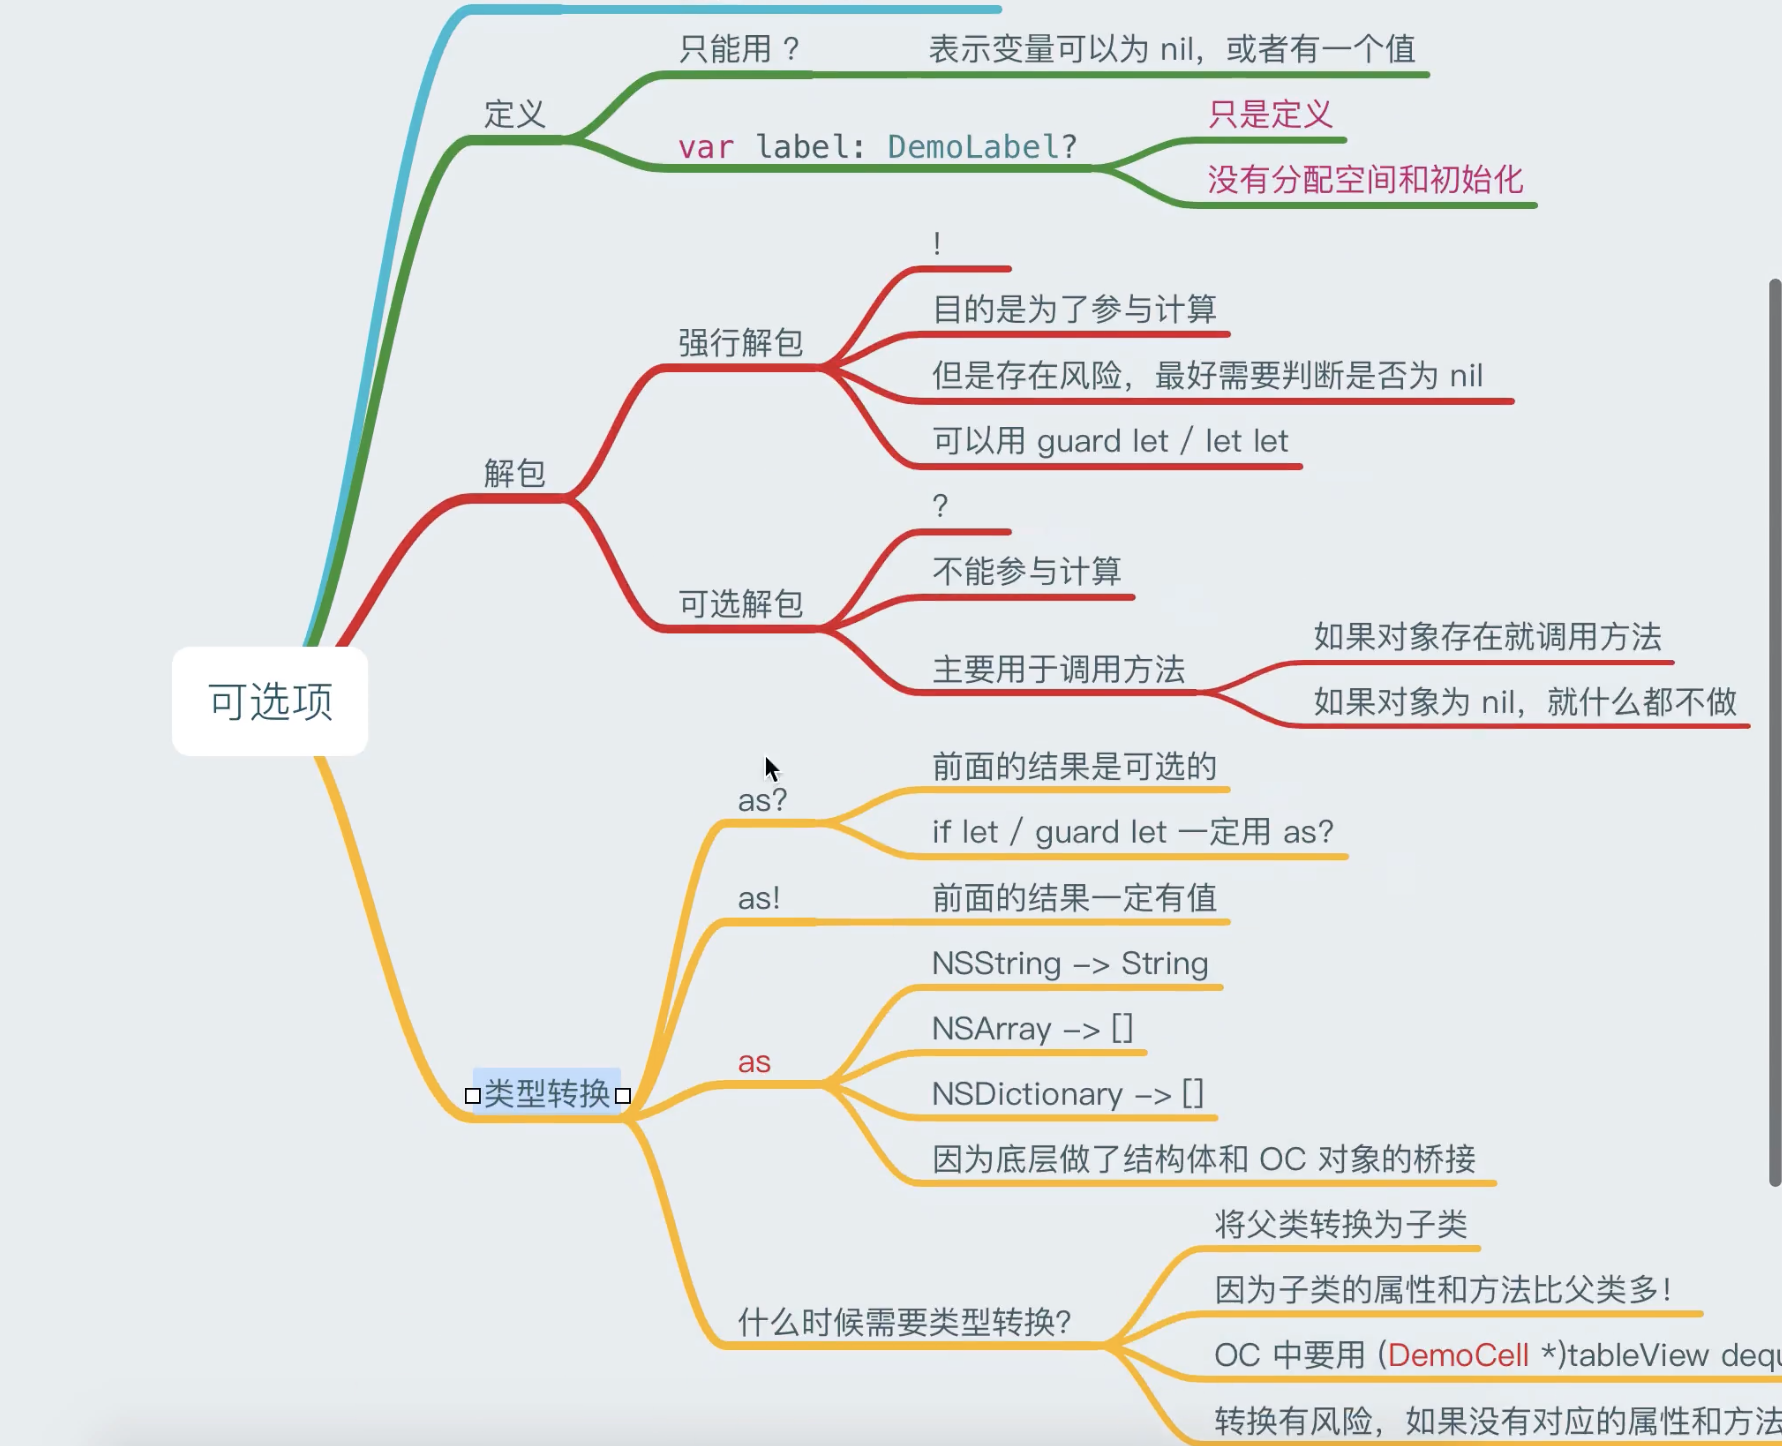 只能用 ?
表示变量可以为 nil，或者有一个值
定义
var label: DemoLabel?
只是定义
没有分配空间和初始化
!
目的是为了参与计算
强行解包
但是存在风险，最好需要判断是否为 nil
可以用 guard let / let let
解包
?
不能参与计算
可选解包
主要用于调用方法
如果对象存在就调用方法
如果对象为 nil，就什么都不做
可选项
as?
前面的结果是可选的
if let / guard let 一定用 as?
as!
前面的结果一定有值
as
NSString -> String
NSArray -> []
NSDictionary -> []
因为底层做了结构体和 OC 对象的桥接
类型转换
什么时候需要类型转换?
将父类转换为子类
因为子类的属性和方法比父类多!
OC 中要用 (DemoCell *)tableView
转换有风险，如果没有对应的属性和方法